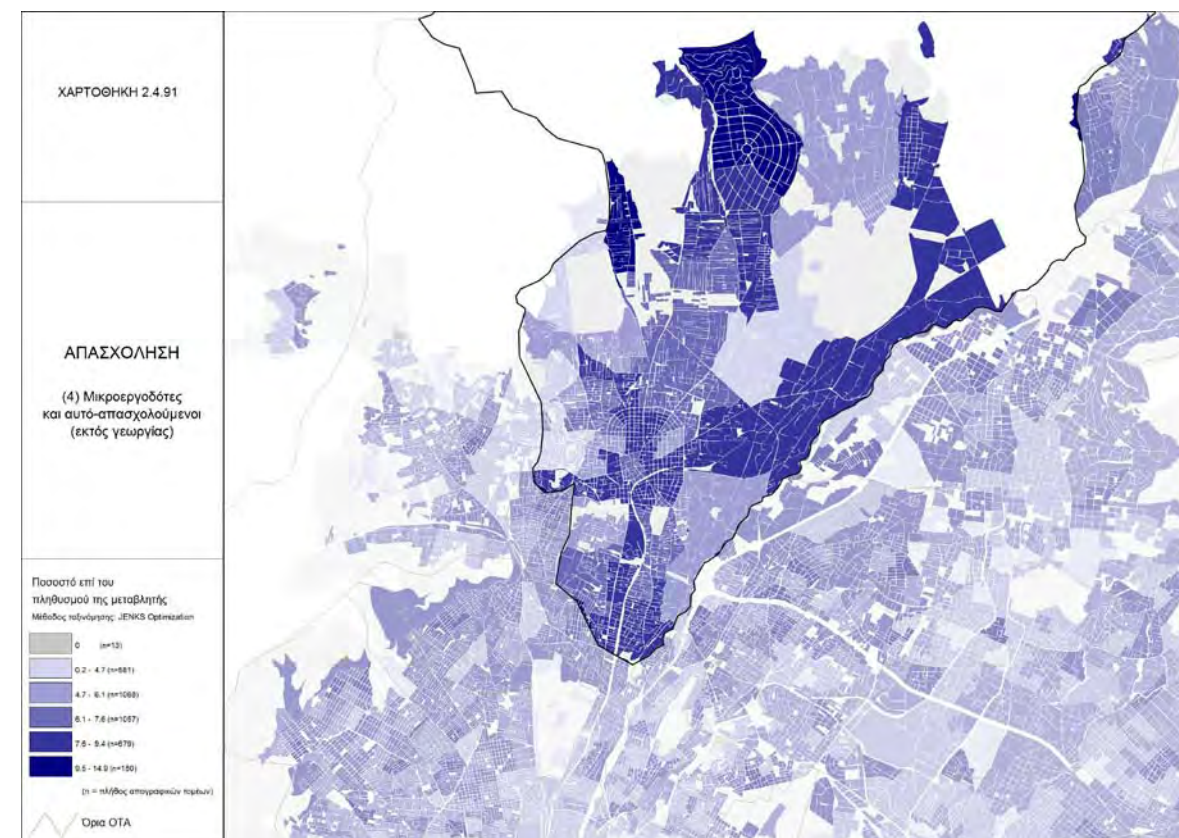 ΧΑΡΤΟΘΗΚΗ 2.4.91
ΑΠΑΣΧΟΛΗΣΗ
(4) Μικροεργοδότες
και αυτό-απασχολούμενοι
(εκτός γεωργίας)
Ποσοστό επί του
πληθυσμού της μεταβλητής
Μέθοδος ταξινόμησης: JENKS Optimization
0 (n=13)
0.2 - 4.7 (n=681)
4.7 - 6.1 (n=1068)
6.1 - 7.6 (n=1057)
7.6 - 9.4 (n=679)
9.5 - 14.9 (n=180)
(n = πλήθος απογραφικών τομέων)
Όρια ΟΤΑ